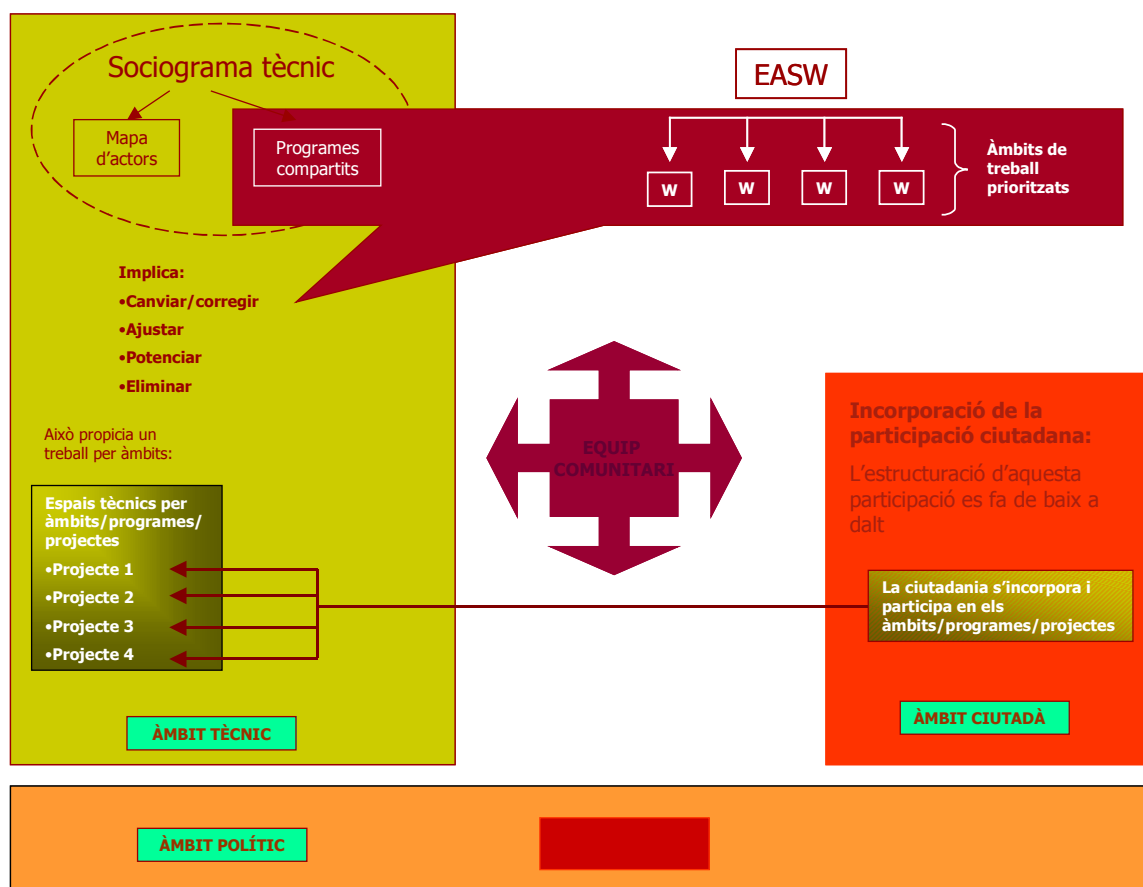 Sociograma tècnic
Mapa
d’actors
Programes
compartits
EASW
W
W
W
W
Àmbits de
treball
prioritzats
Implica:
•Canviar/corregir
•Ajustar
•Potenciar
•Eliminar
Això propicia un
treball per àmbits:
Espais tècnics per
àmbits/programes/
projectes
•Projecte 1
•Projecte 2
•Projecte 3
•Projecte 4
ÀMBIT TÈCNIC
EQUIP
COMUNITARI
Incorporació de la
participació ciutadana:
L’estructuració d’aquesta
participació es fa de baix a
dalt
La ciutadania s’incorpora i
participa en els
àmbits/programes/projectes
ÀMBIT CIUTADÀ
ÀMBIT POLÍTIC